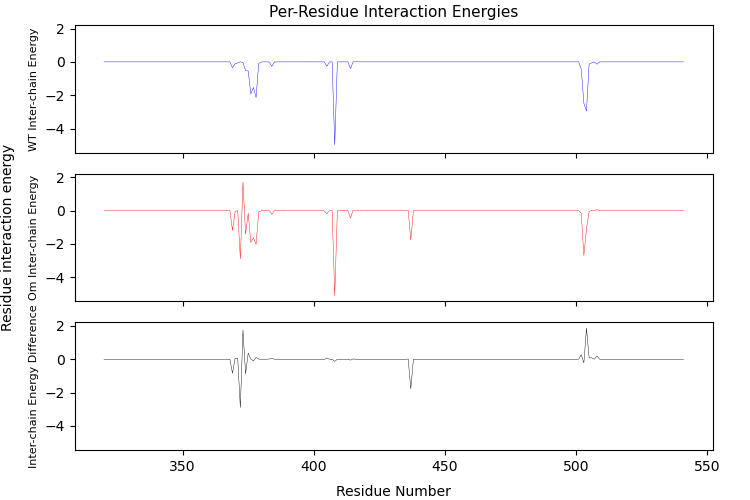 Per-Residue Interaction Energies
Residue interaction energy
WT Inter-chain Energy
2
0
−2
−4
Om Inter-chain Energy
2
0
−2
−4
Inter-chain Energy Difference
2
0
−2
−4
350
400
450
500
550
Residue Number